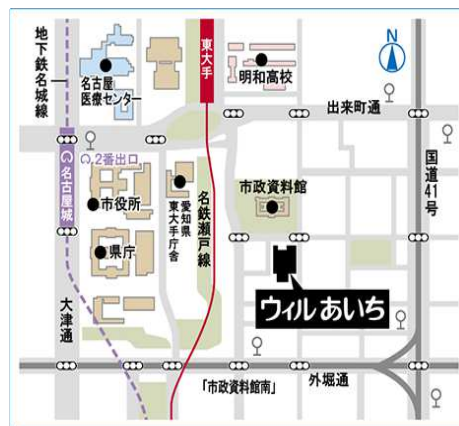 地下鉄名城線
東大手
N
名古屋
医療センター
明和高校
出来町通
2番出口
名古屋城
市役所
愛知県
東大手庁舎
名鉄瀬戸線
市政資料館
国道41号
県庁
ウィルあいち
大津通
「市政資料館南」
外堀通